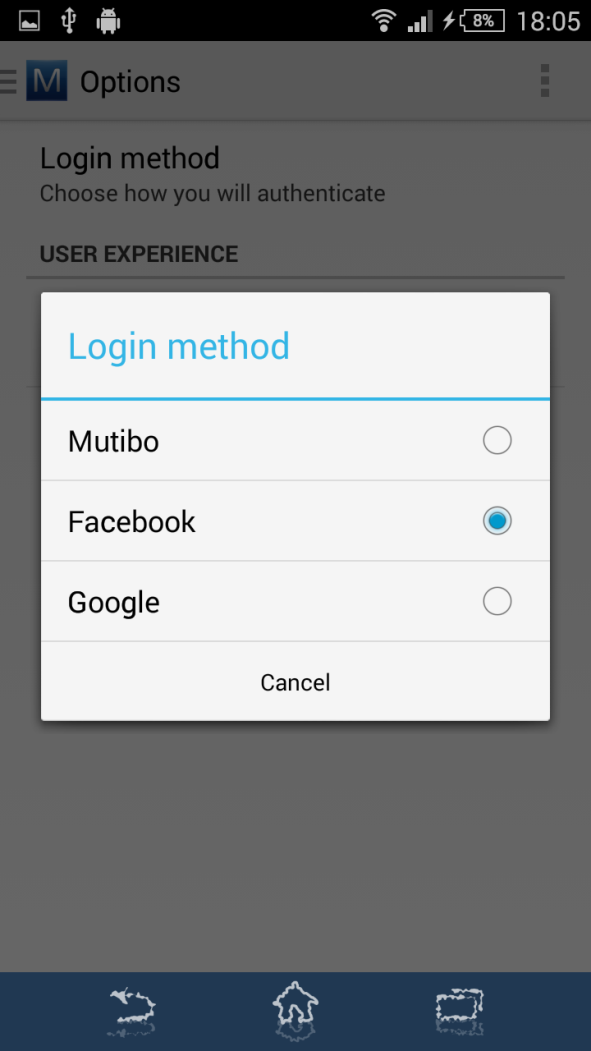 8% 18:05
M Options
Login method
Choose how you will authenticate
USER EXPERIENCE
Login method
Mutibo
Facebook
Google
Cancel